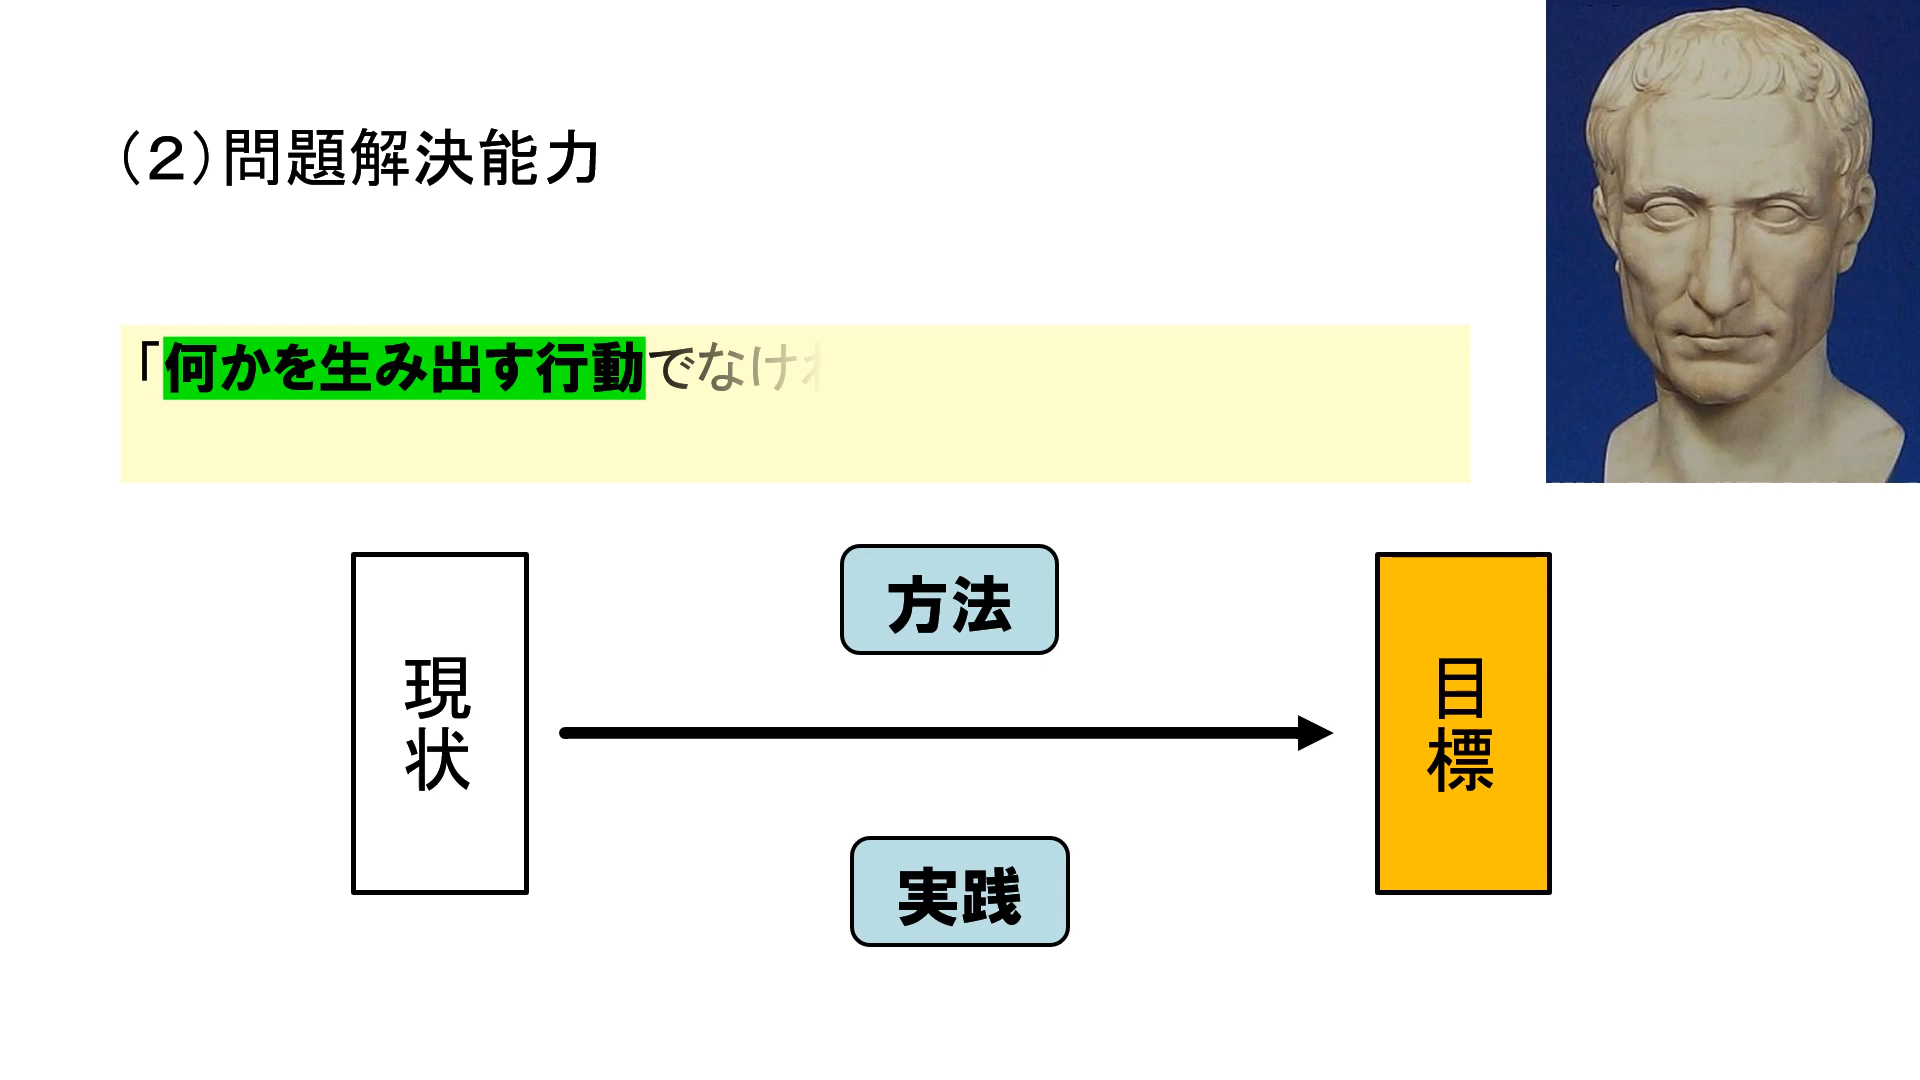 （２）問題解決能力
「何かを生み出す行動でなけ
方法
現状
目標
実践